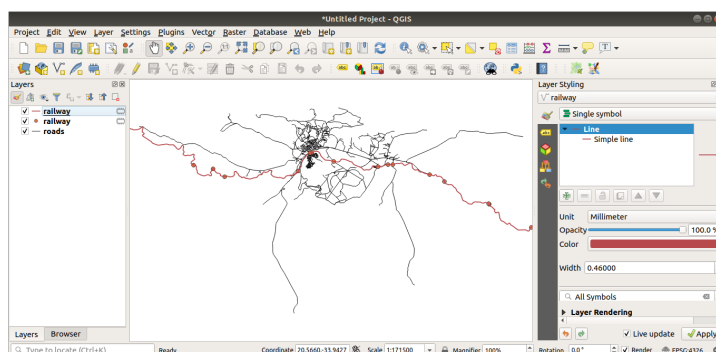 *Untitled Project - QGIS
Project Edit View Layer Settings Plugins Vector Raster Database Web Help
Layers
railway
railway
roads
Layers Browser
Layer Styling
railway
Single symbol
Line
Simple line
Unit Millimeter
Opacity 100.0 %
Color
Width 0.46000
All Symbols
Layer Rendering
Live update Apply
Type to locate (Ctrl+K) Ready Coordinate 20.5660,-33.9427 Scale 1:171500 Magnifier 100% Rotation 0.0 ° Render EPSG:4326